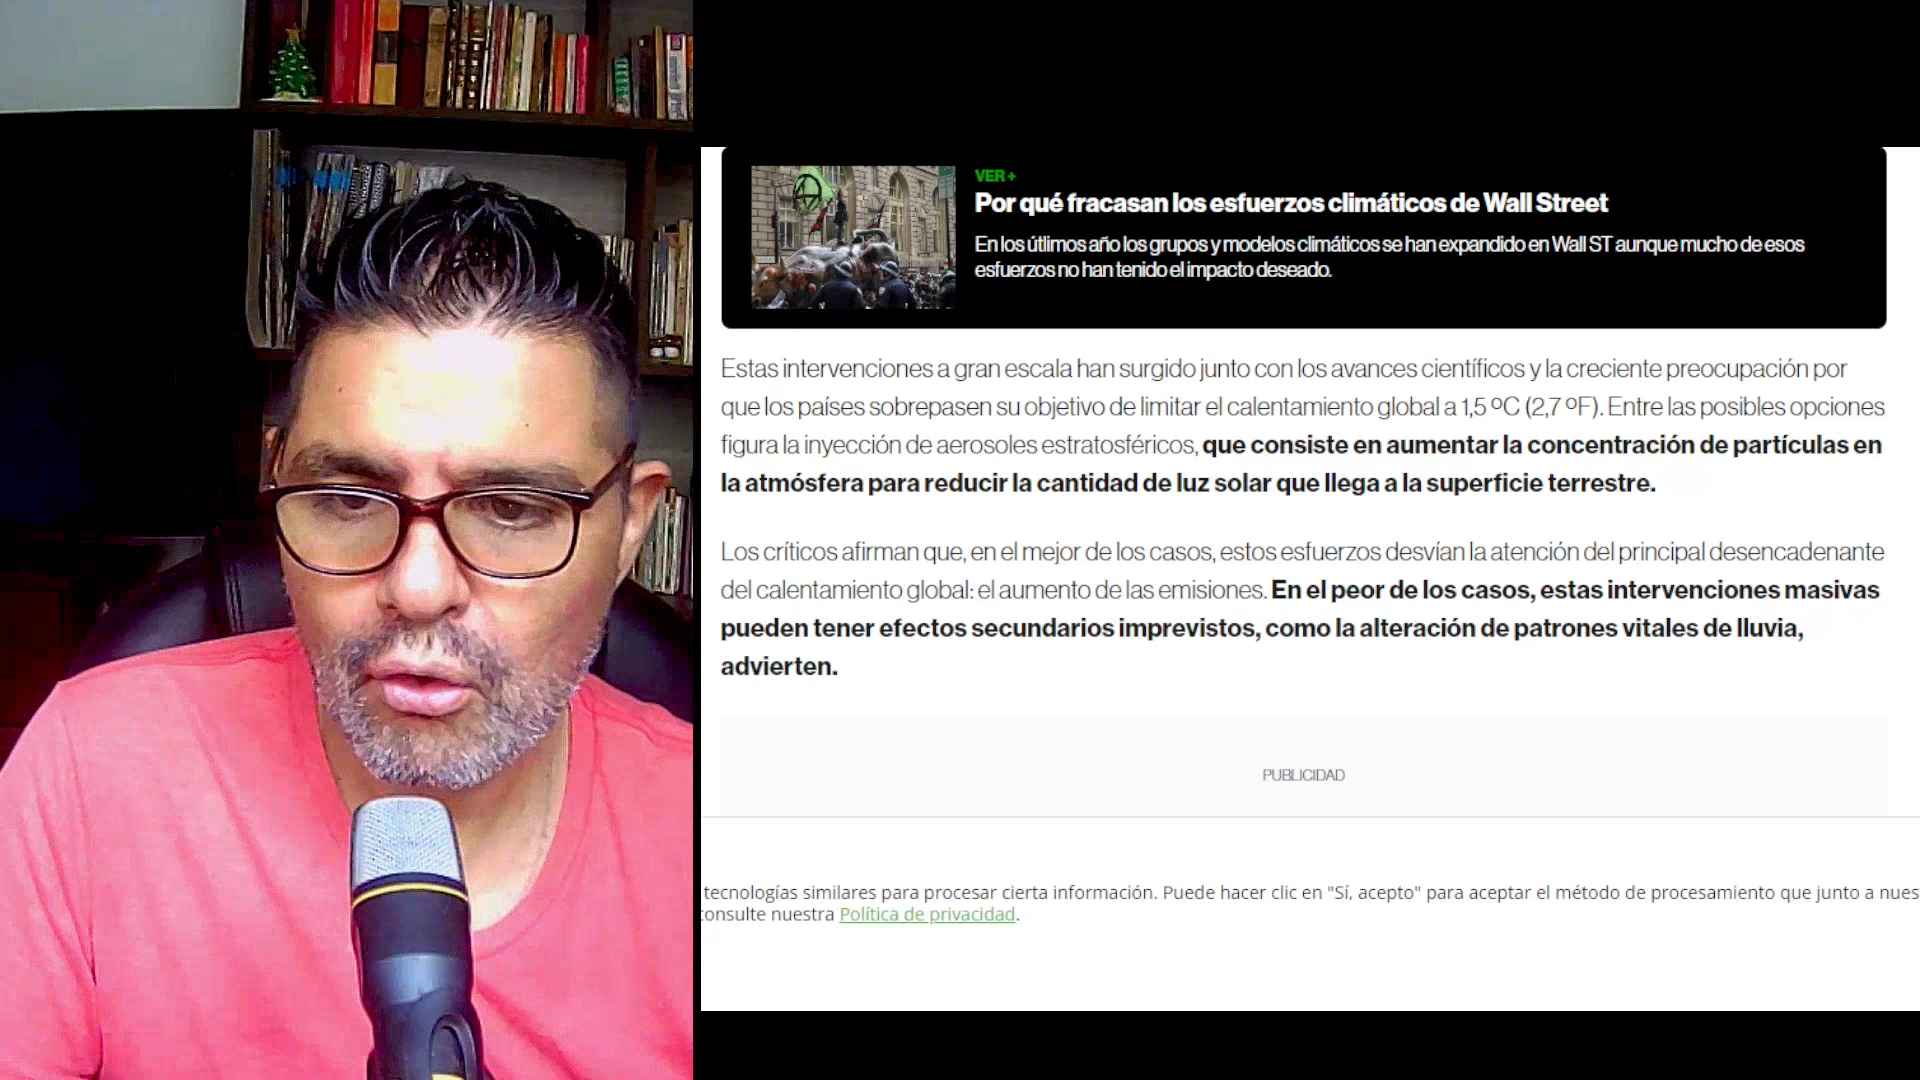 VER+
Por qué fracasan los esfuerzos climáticos de Wall Street
En los útlimos año los grupos y modelos climáticos se han expandido en Wall ST aunque mucho de esos
esfuerzos no han tenido el impacto deseado.
Estas intervenciones a gran escala han surgido junto con los avances científicos y la creciente preocupación por
que los países sobrepasen su objetivo de limitar el calentamiento global a 1,5 ºC (2,7 ºF). Entre las posibles opciones
figura la inyección de aerosoles estratosféricos, que consiste en aumentar la concentración de partículas en
la atmósfera para reducir la cantidad de luz solar que llega a la superficie terrestre.
Los críticos afirman que, en el mejor de los casos, estos esfuerzos desvían la atención del principal desencadenante
del calentamiento global: el aumento de las emisiones. En el peor de los casos, estas intervenciones masivas
pueden tener efectos secundarios imprevistos, como la alteración de patrones vitales de lluvia,
advierten.
PUBLICIDAD
tecnologías similares para procesar cierta información. Puede hacer clic en "Sí, acepto" para aceptar el método de procesamiento que junto a nues
consulte nuestra Política de privacidad.